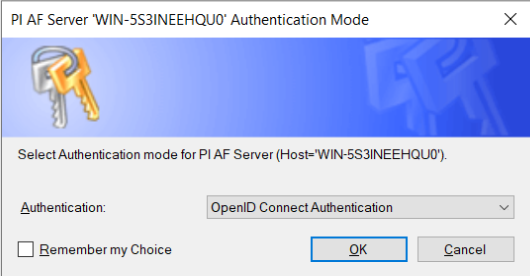 PI AF Server 'WIN-5S3INEEHQU0' Authentication Mode
Select Authentication mode for PI AF Server (Host='WIN-5S3INEEHQU0').
Authentication: OpenID Connect Authentication
Remember my Choice OK Cancel